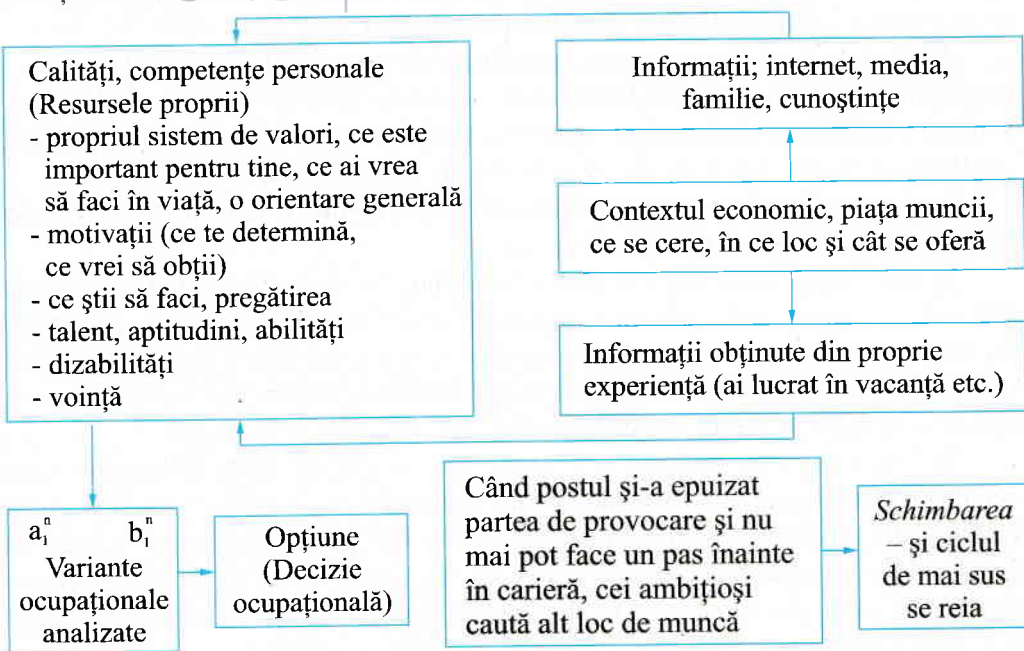 Calități, competențe personale
(Resursele proprii)
- propriul sistem de valori, ce este
important pentru tine, ce ai vrea
să faci în viață, o orientare generală
- motivații (ce te determină,
ce vrei să obții)
- ce știi să faci, pregătirea
- talent, aptitudini, abilități
- dizabilități
- voință
Informații; internet, media,
familie, cunoștințe
Contextul economic, piața muncii,
ce se cere, în ce loc și cât se oferă
Informații obținute din proprie
experiență (ai lucrat în vacanță etc.)
a₁ⁿ b₁ⁿ
Variante
ocupaționale
analizate
Opțiune
(Decizie
ocupațională)
Când postul și-a epuizat
partea de provocare și nu
mai pot face un pas înainte
în carieră, cei ambițioși
caută alt loc de muncă
Schimbarea
– și ciclul
de mai sus
se reia